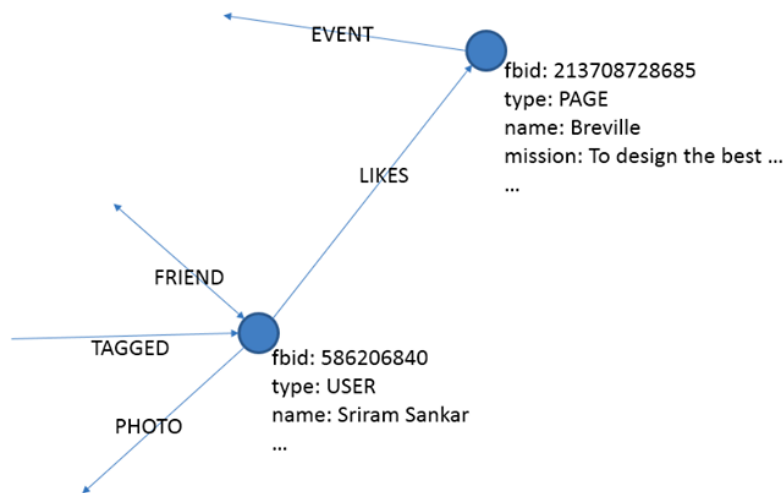 EVENT
fbid: 213708728685
type: PAGE
name: Breville
mission: To design the best ...
...
LIKES
FRIEND
TAGGED
fbid: 586206840
type: USER
name: Sriram Sankar
...
PHOTO